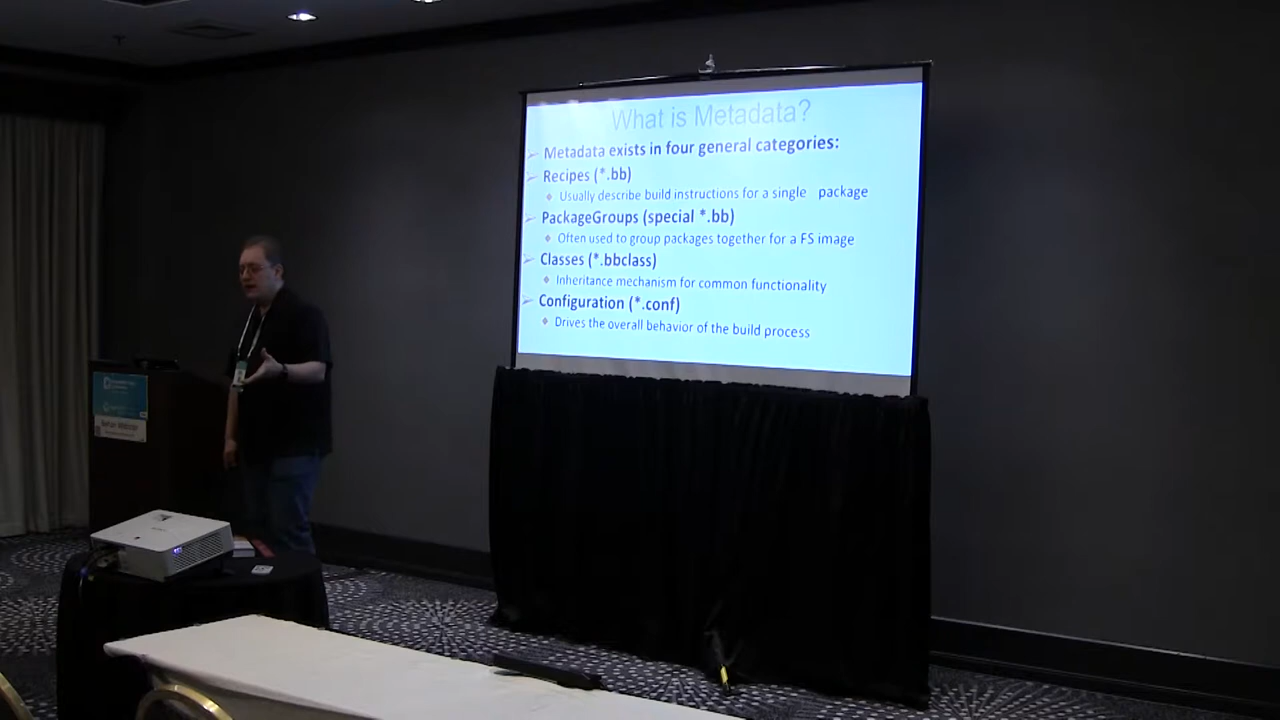 What is Metadata?
Metadata exists in four general categories:
Recipes (*.bb)
Usually describe build instructions for a single package
PackageGroups (special *.bb)
Often used to group packages together for a FS image
Classes (*.bbclass)
Inheritance mechanism for common functionality
Configuration (*.conf)
Drives the overall behavior of the build process